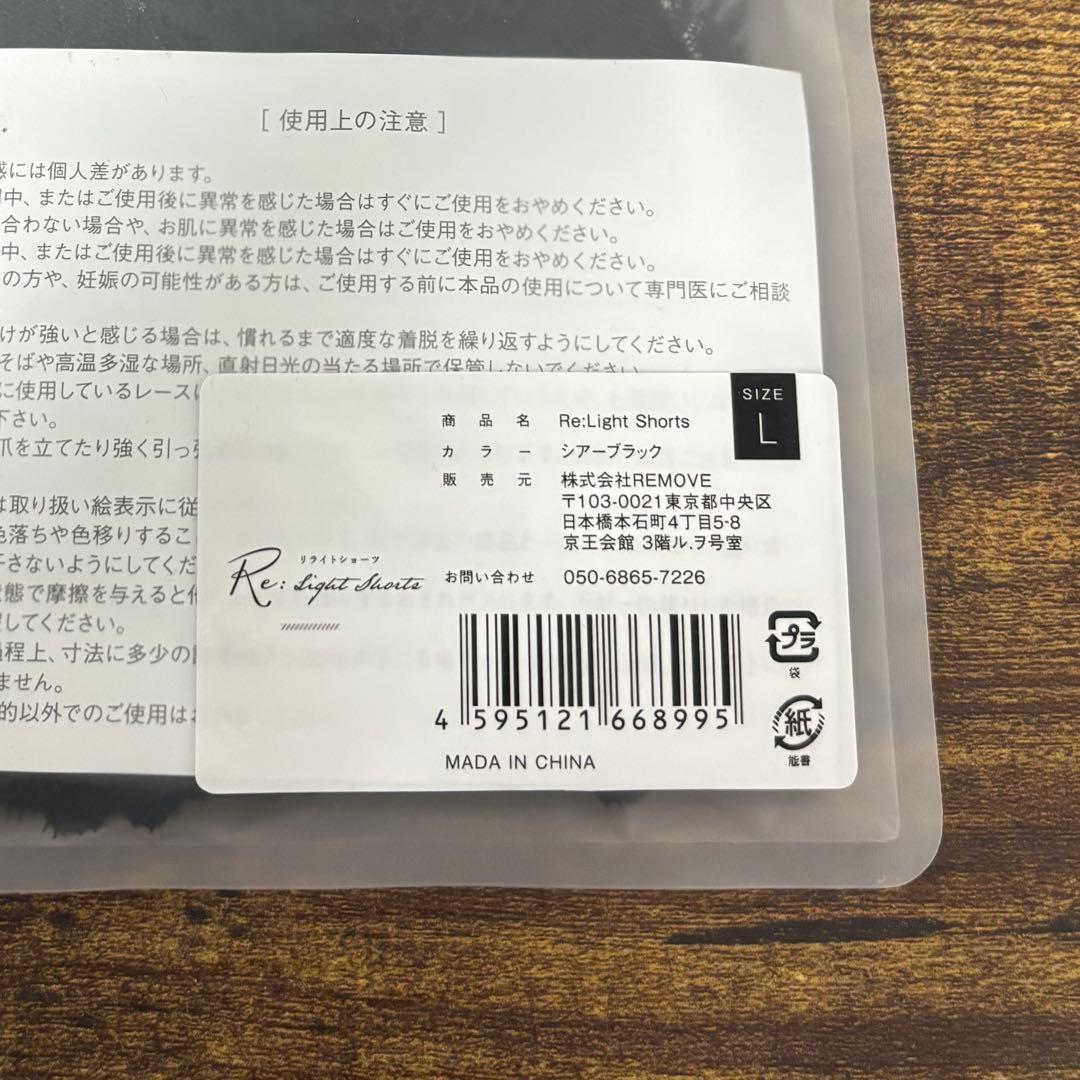 [ 使用上の注意 ]
感には個人差があります。
中、またはご使用後に異常を感じた場合はすぐにご使用をおやめください。
合わない場合や、お肌に異常を感じた場合はご使用をおやめください。
中、またはご使用後に異常を感じた場合はすぐにご使用をおやめください。
の方や、妊娠の可能性がある方は、ご使用する前に本品の使用について専門医にご相談
けが強いと感じる場合は、慣れるまで適度な着脱を繰り返すようにしてください。
そばや高温多湿な場所、直射日光の当たる場所で保管しないでください。
に使用しているレースに
下さい。
爪を立てたり強く引っ張
は取り扱い絵表示に従
色落ちや色移りするこ
干さないようにしてくだ
状態で摩擦を与えると他
してください。
過程上、寸法に多少の
ません。
的以外でのご使用は
SIZE
L
商品名 Re:Light Shorts
カラー シアーブラック
販売元 株式会社REMOVE
〒103-0021東京都中央区
日本橋本石町4丁目5-8
京王会館 3階ル.ヲ号室
リライトショーツ
Re: Light Shorts
お問い合わせ 050-6865-7226
プラ
袋
紙
能書
4 595121 668995
MADE IN CHINA